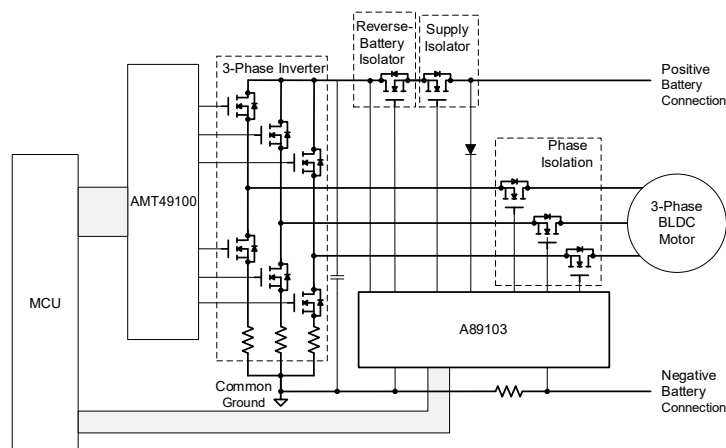 Reverse-
Battery
Isolator
Supply
Isolator
3-Phase Inverter
Positive
Battery
Connection
Phase
Isolation
AMT49100
3-Phase
BLDC
Motor
MCU
A89103
Common
Ground
Negative
Battery
Connection